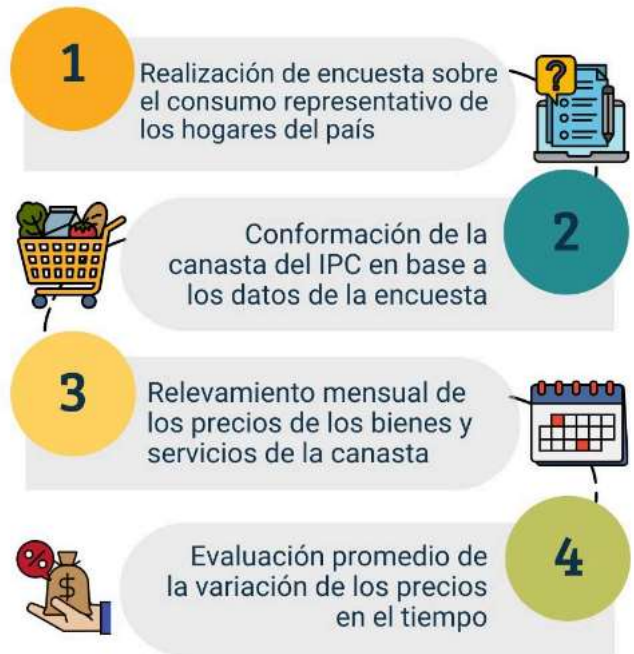 1
Realización de encuesta sobre
el consumo representativo de
los hogares del país
?
2
Conformación de la
canasta del IPC en base a
los datos de la encuesta
3
Relevamiento mensual de
los precios de los bienes y
servicios de la canasta
4
Evaluación promedio de
la variación de los precios
en el tiempo
%
$